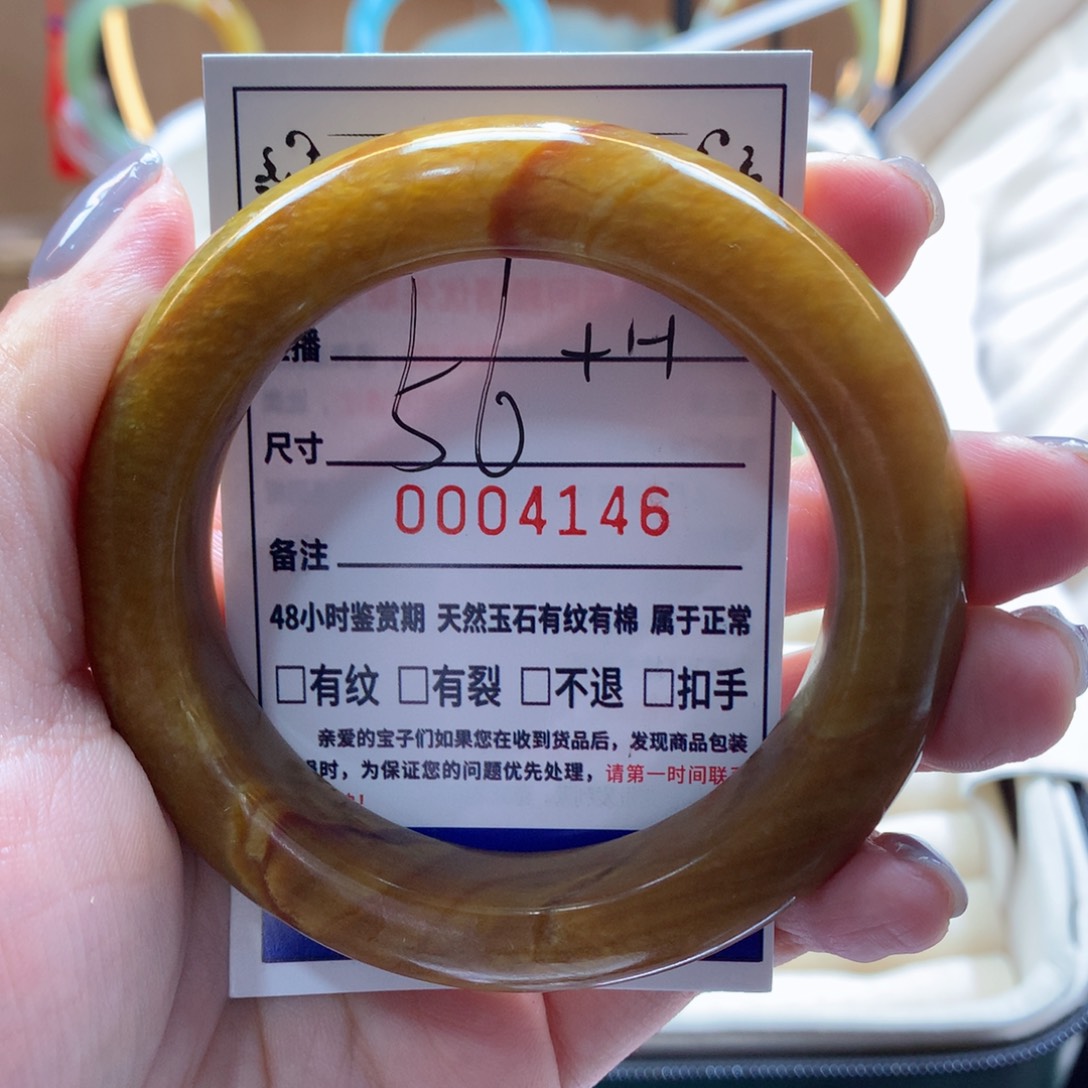 播 +H
尺寸 56
0004146
备注
48小时鉴赏期 天然玉石有纹有棉 属于正常
□有纹 □有裂 □不退 □扣手
亲爱的宝子们如果您在收到货品后，发现商品包装
时，为保证您的问题优先处理，请第一时间联
！